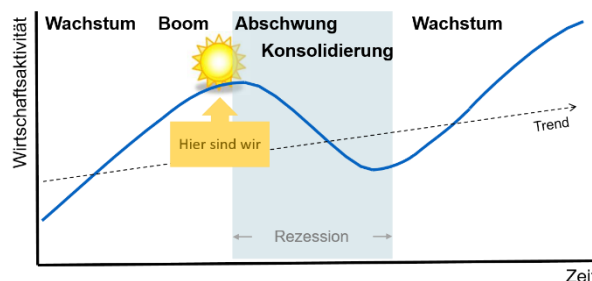 Wachstum Boom Abschwung Wachstum
Konsolidierung
Wirtschaftsaktivität
Hier sind wir
Trend
Rezession
Zeit